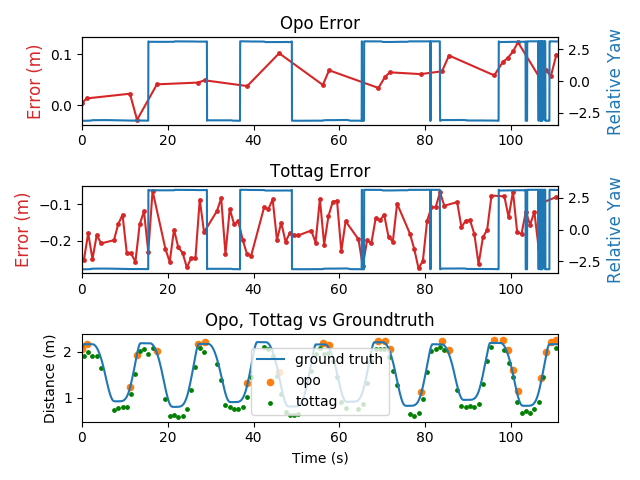 Opo Error
Error (m)
0.1
0.0
2.5
0.0
−2.5
Relative Yaw
0 20 40 60 80 100
Tottag Error
Error (m)
−0.1
−0.2
2.5
0.0
−2.5
Relative Yaw
0 20 40 60 80 100
Opo, Tottag vs Groundtruth
Distance (m)
2
1
ground truth
opo
tottag
0 20 40 60 80 100
Time (s)